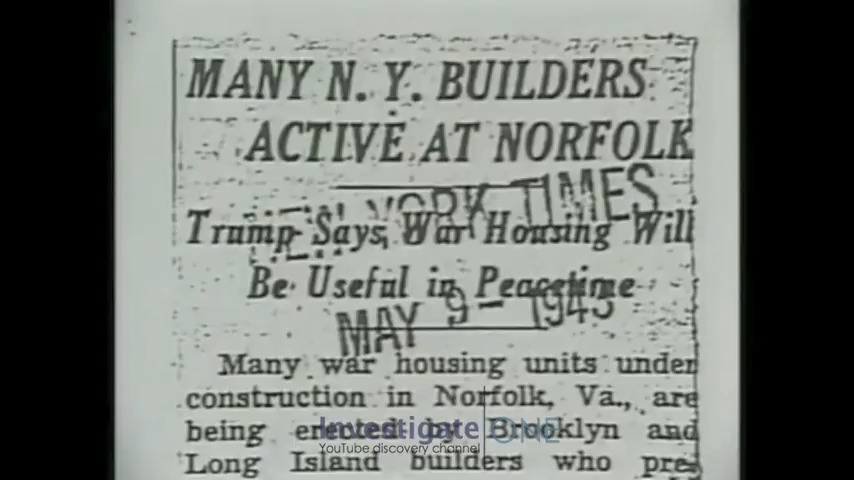 MANY N. Y. BUILDERS
ACTIVE AT NORFOLK
NEW YORK TIMES
Trump Says War Housing Will
Be Useful in Peacetime
MAY 9-1943
Many war housing units under
construction in Norfolk, Va., are
being erected by Brooklyn and
Investigate ONE
YouTube discovery channel
Long Island builders who pre-